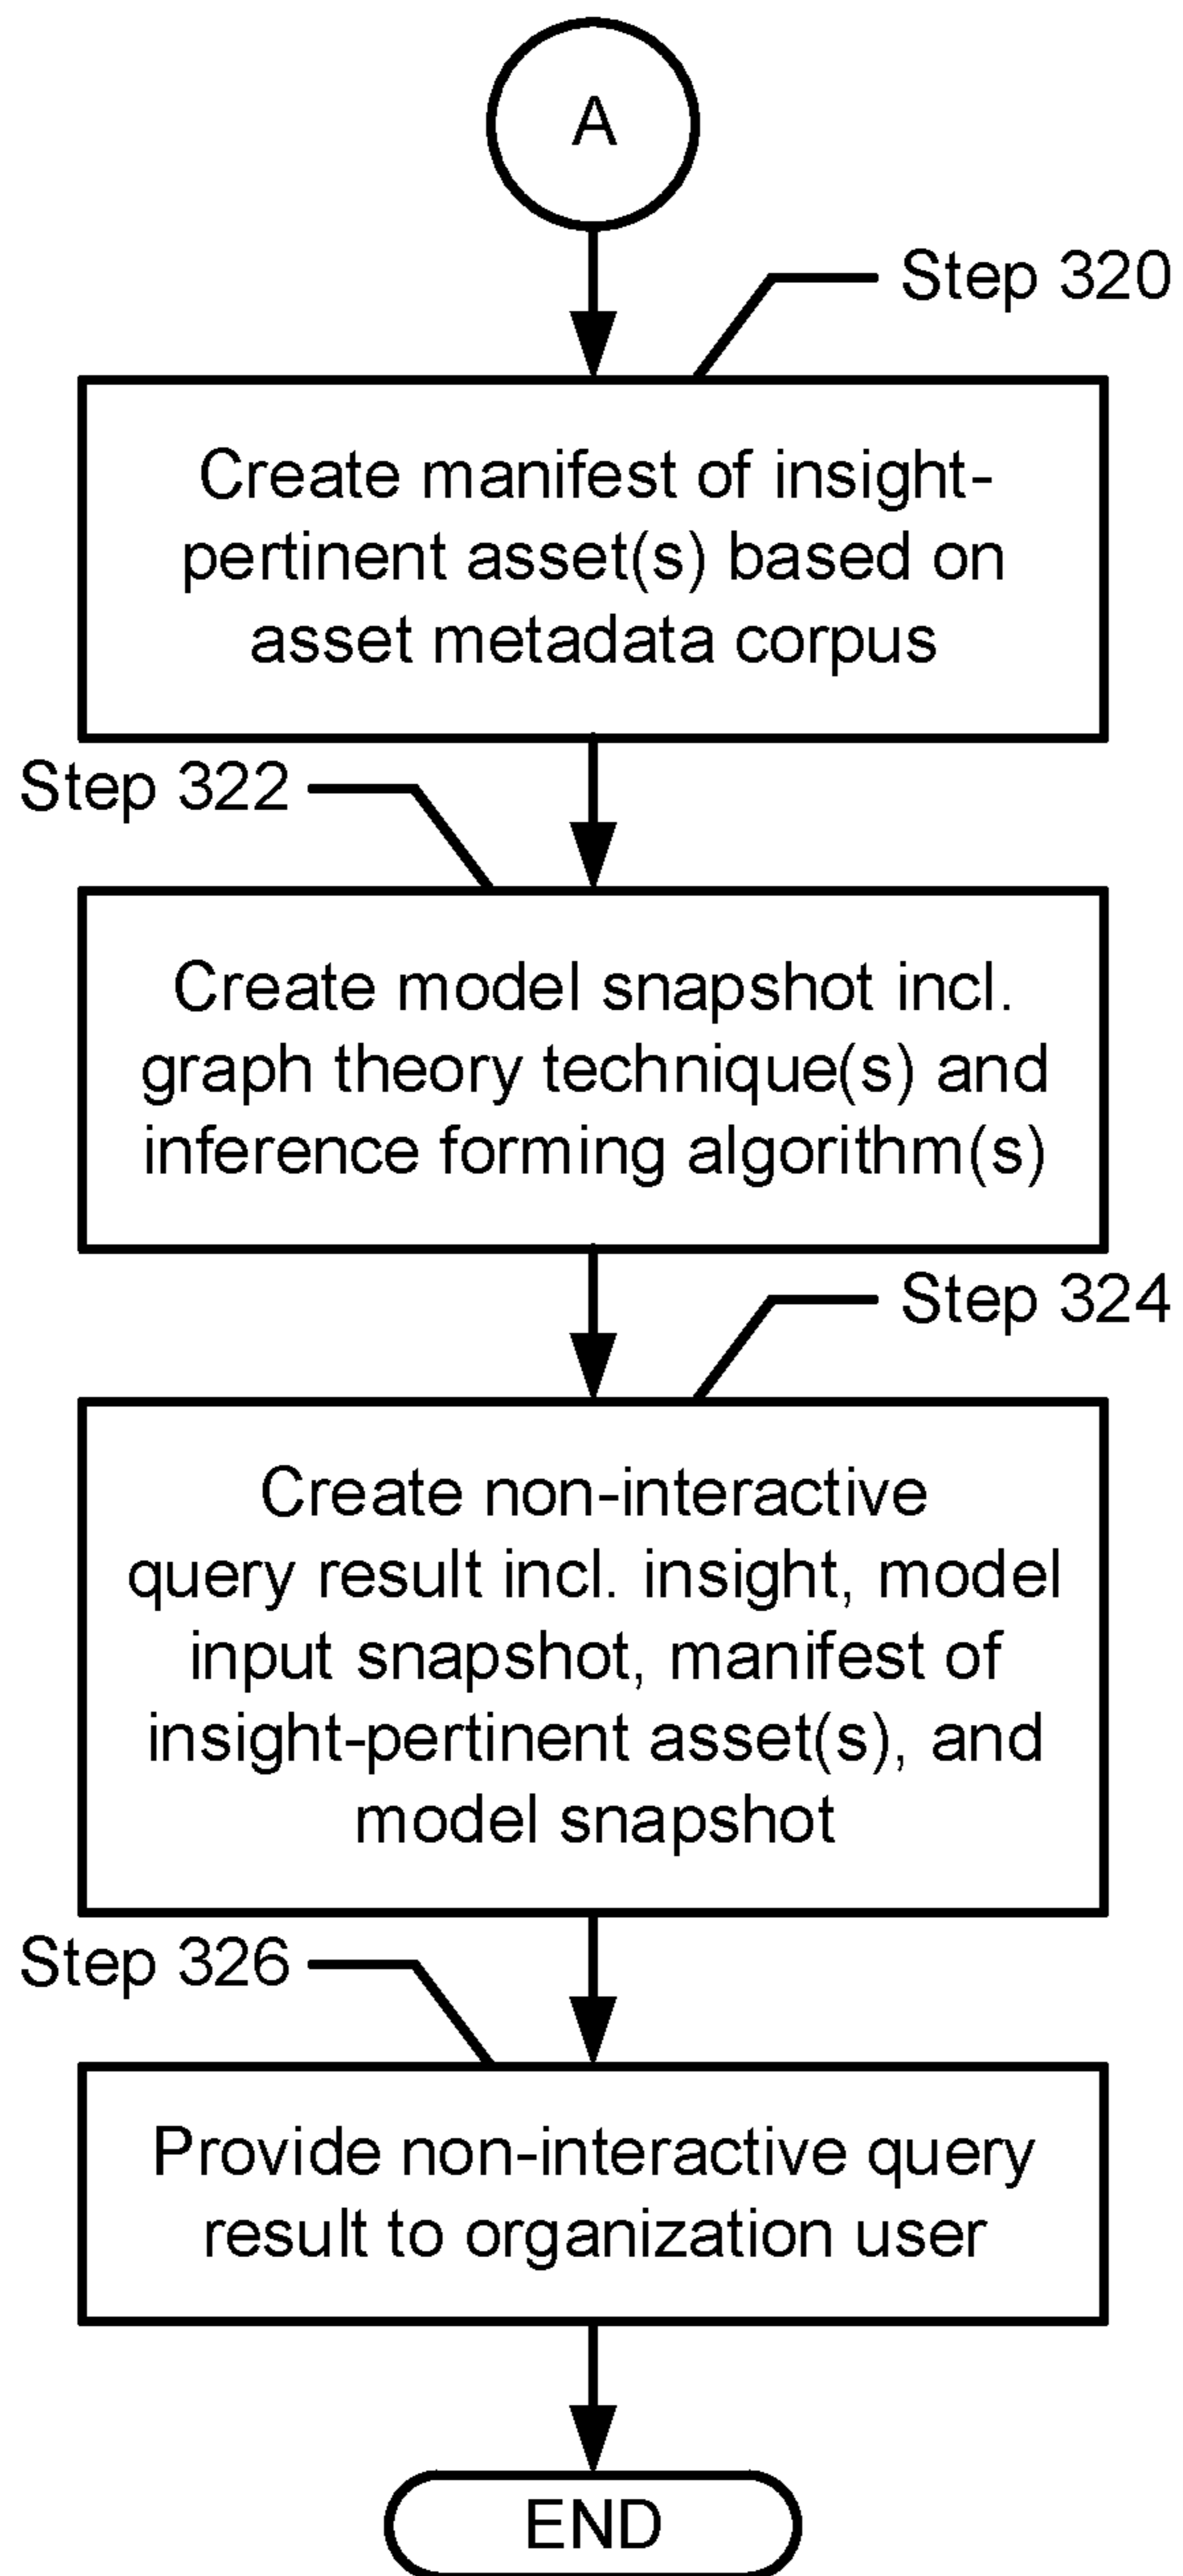 A
Step 320
Create manifest of insight-
pertinent asset(s) based on
asset metadata corpus
Step 322
Create model snapshot incl.
graph theory technique(s) and
inference forming algorithm(s)
Step 324
Create non-interactive
query result incl. insight, model
input snapshot, manifest of
insight-pertinent asset(s), and
model snapshot
Step 326
Provide non-interactive query
result to organization user
END